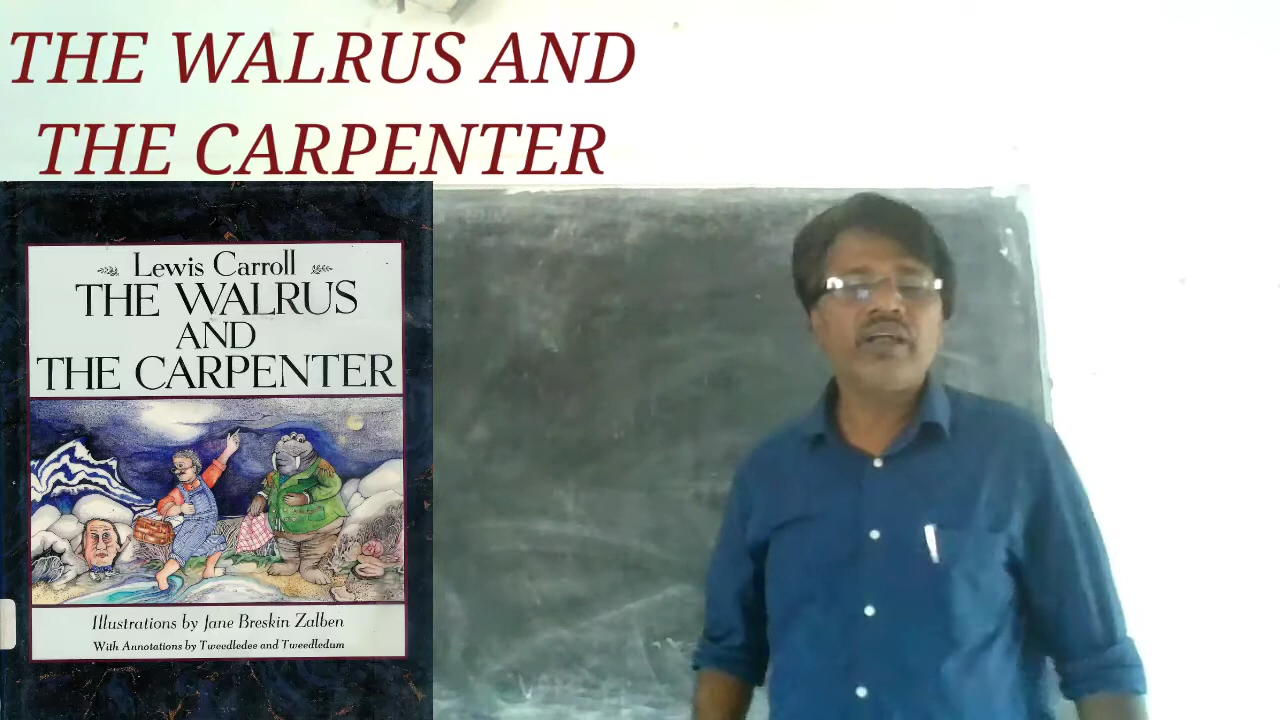 THE WALRUS AND
THE CARPENTER
Lewis Carroll
THE WALRUS
AND
THE CARPENTER
Illustrations by Jane Breskin Zalben
With Annotations by Tweedledee and Tweedledum